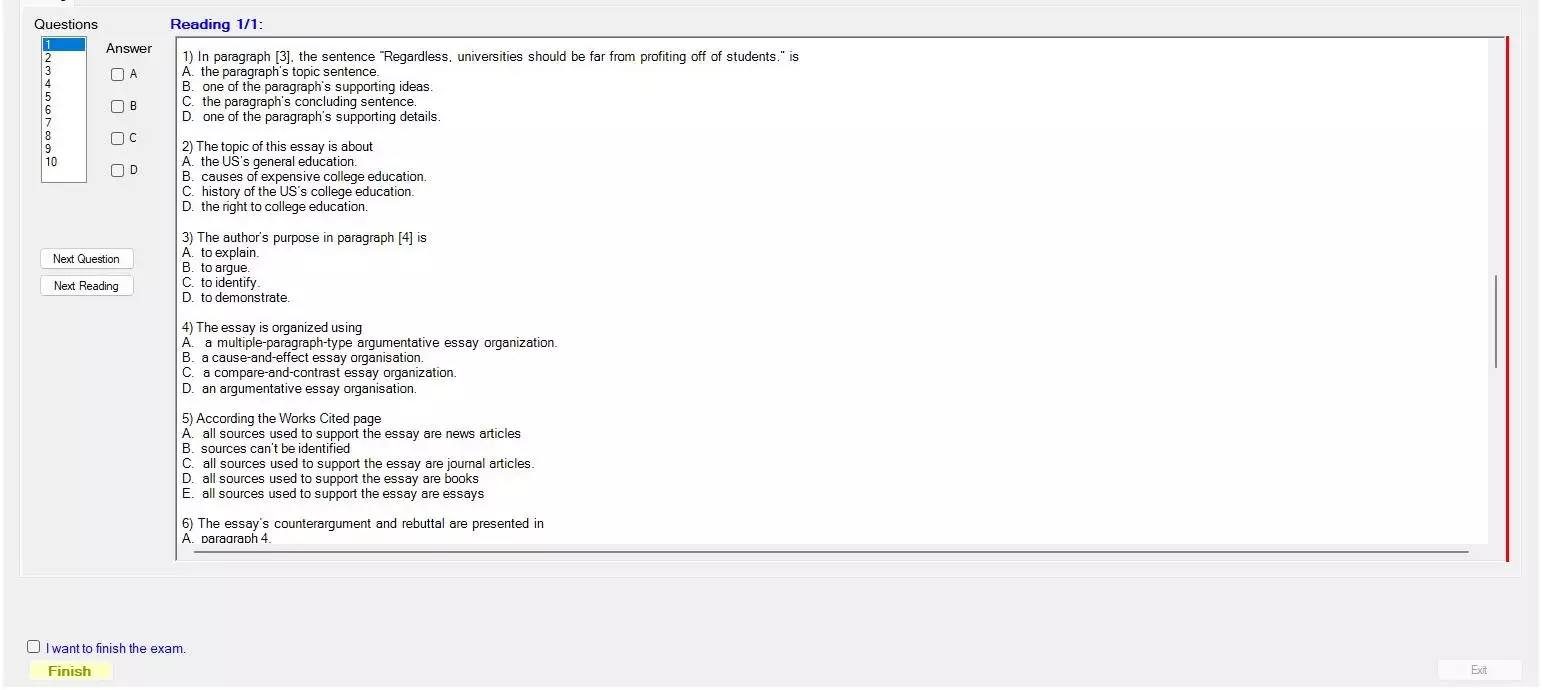 Questions
Reading 1/1:
1
2
3
4
5
6
7
8
9
10
Answer
A
B
C
D
Next Question
Next Reading
1) In paragraph [3], the sentence "Regardless, universities should be far from profiting off of students." is
A. the paragraph's topic sentence.
B. one of the paragraph's supporting ideas.
C. the paragraph's concluding sentence.
D. one of the paragraph's supporting details.
2) The topic of this essay is about
A. the US's general education.
B. causes of expensive college education.
C. history of the US's college education.
D. the right to college education.
3) The author's purpose in paragraph [4] is
A. to explain.
B. to argue.
C. to identify.
D. to demonstrate.
4) The essay is organized using
A. a multiple-paragraph-type argumentative essay organization.
B. a cause-and-effect essay organisation.
C. a compare-and-contrast essay organization.
D. an argumentative essay organisation.
5) According the Works Cited page
A. all sources used to support the essay are news articles
B. sources can't be identified
C. all sources used to support the essay are journal articles.
D. all sources used to support the essay are books
E. all sources used to support the essay are essays
6) The essay's counterargument and rebuttal are presented in
A. paragraph 4.
I want to finish the exam.
Finish
Exit